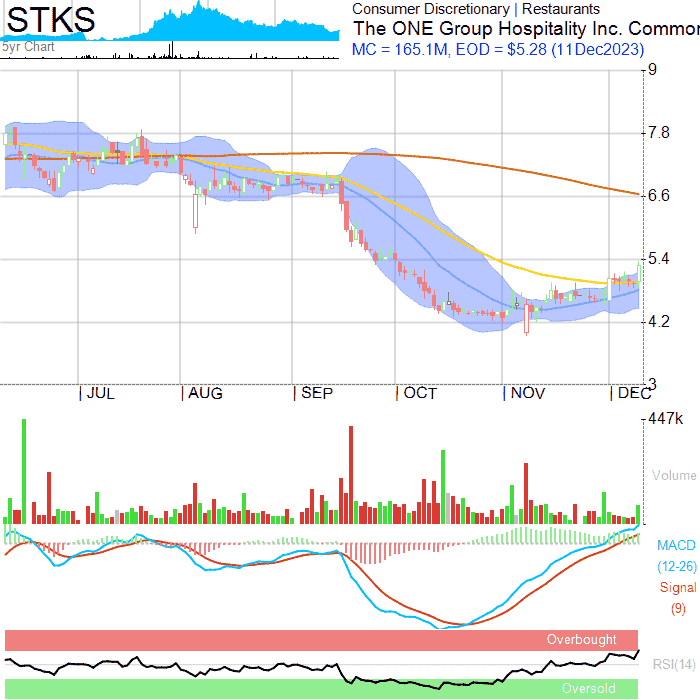 STKS
5yr Chart
Consumer Discretionary | Restaurants
The ONE Group Hospitality Inc. Common
MC = 165.1M, EOD = $5.28 (11Dec2023)
9
7.8
6.6
5.4
4.2
3
JUL AUG SEP OCT NOV DEC
447k
Volume
MACD
(12-26)
Signal
(9)
Overbought
RSI(14)
Oversold